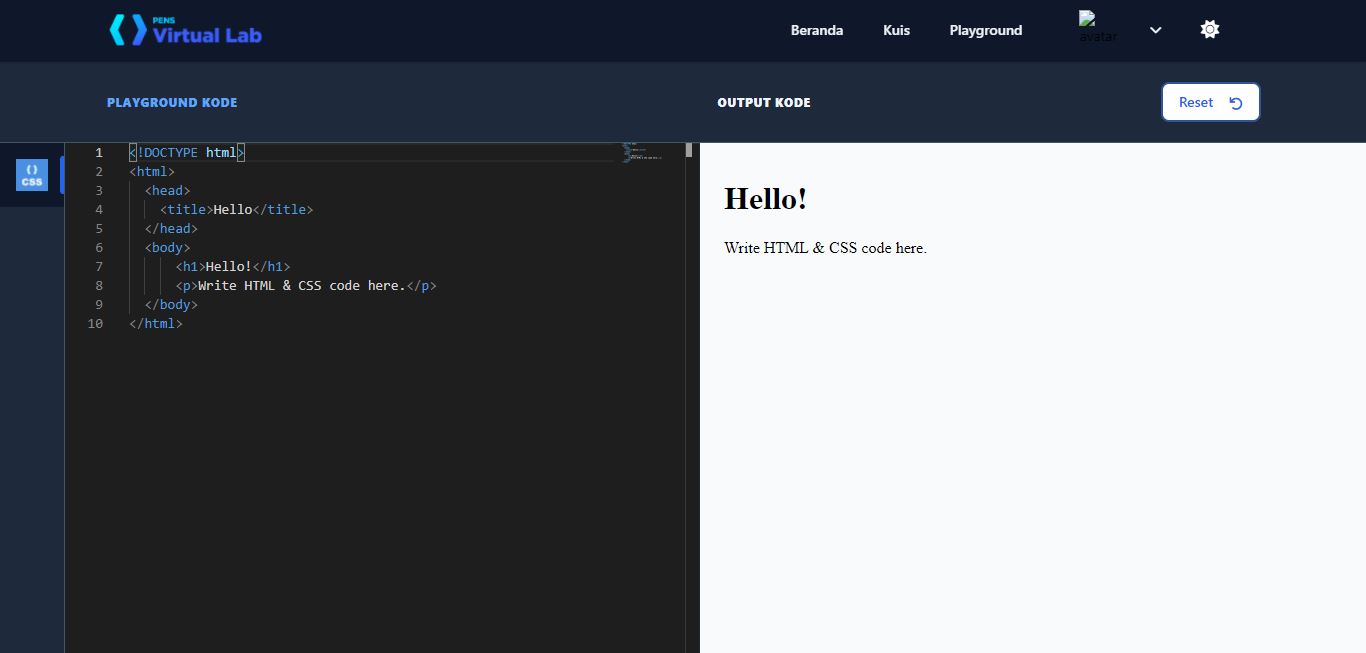 PENS
Virtual Lab
Beranda
Kuis
Playground
avatar
PLAYGROUND KODE
OUTPUT KODE
Reset
CSS
1 <!DOCTYPE html>
2 <html>
3 <head>
4 <title>Hello</title>
5 </head>
6 <body>
7 <h1>Hello!</h1>
8 <p>Write HTML & CSS code here.</p>
9 </body>
10 </html>
Hello!
Write HTML & CSS code here.